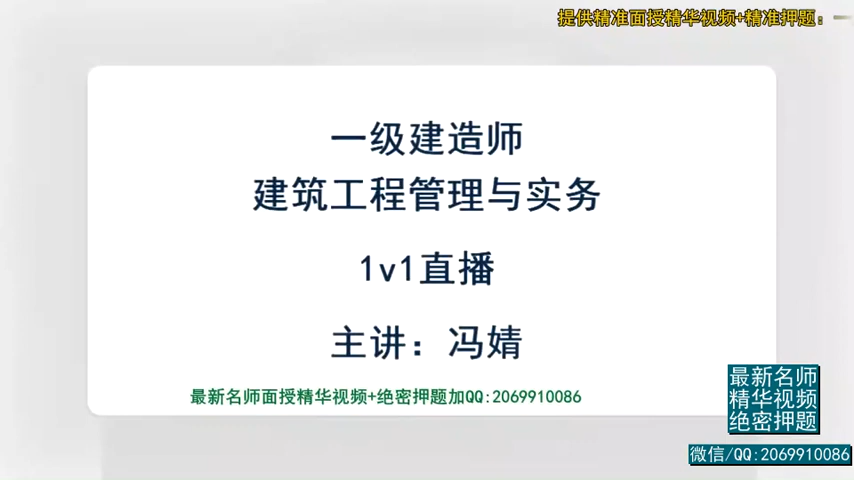 提供精准面授精华视频+精准押题：
一级建造师
建筑工程管理与实务
1v1直播
主讲：冯婧
最新名师面授精华视频+绝密押题加QQ:2069910086
最新名师
精华视频
绝密押题
微信/QQ:2069910086